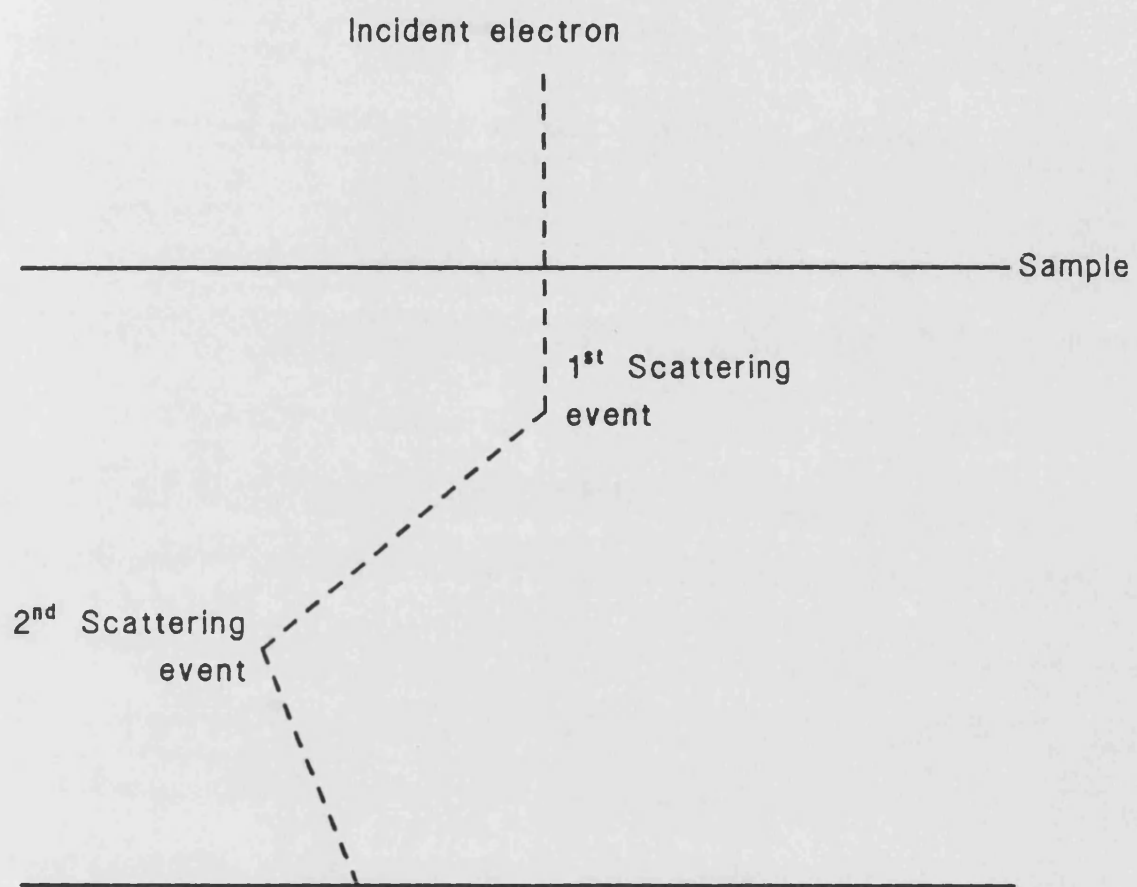 Incident electron
Sample
1st Scattering
event
2nd Scattering
event